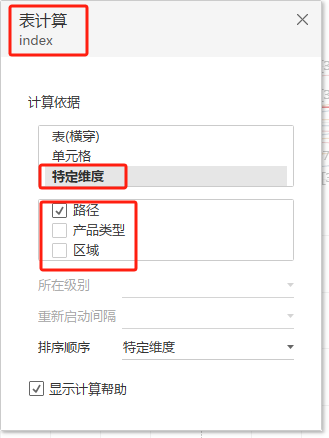 表计算
index
计算依据
表(横穿)
单元格
特定维度
路径
产品类型
区域
所在级别
重新启动间隔
排序顺序 特定维度
显示计算帮助